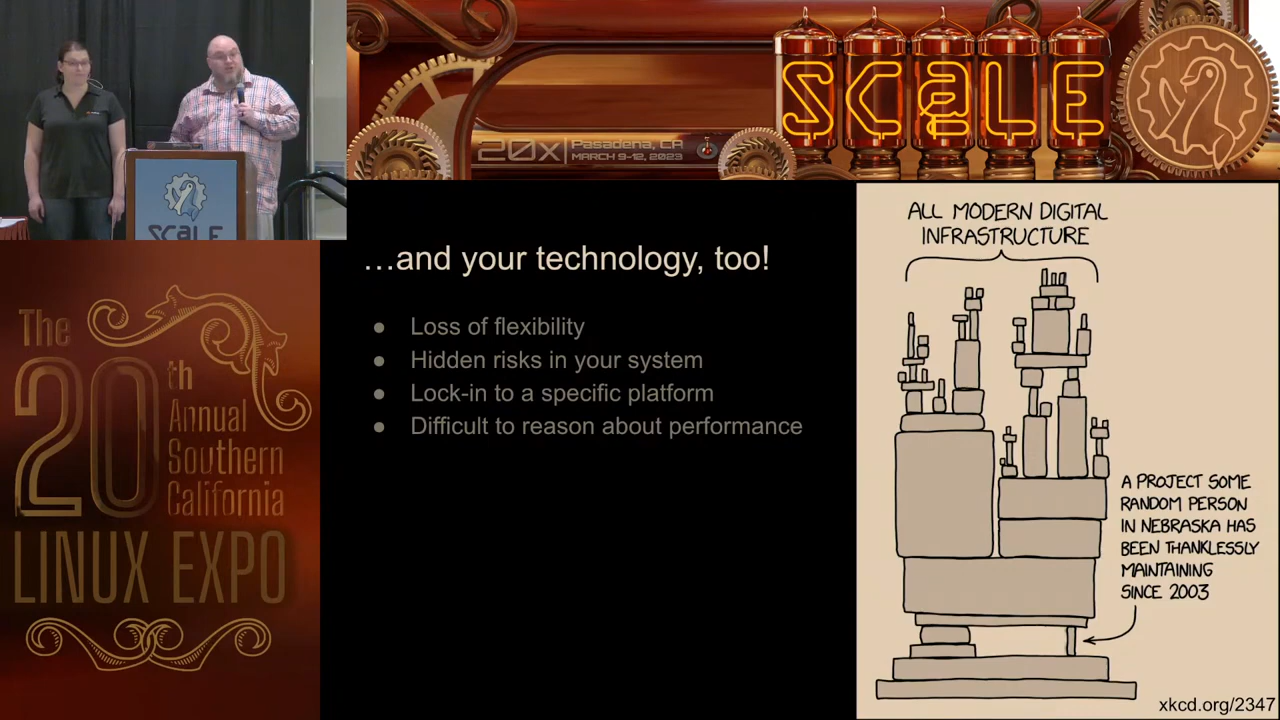 SCaLE
20x
Pasadena, CA
MARCH 9-12, 2023
SCaLE
The
20th
Annual
Southern
California
LINUX EXPO
…and your technology, too!
● Loss of flexibility
● Hidden risks in your system
● Lock-in to a specific platform
● Difficult to reason about performance
ALL MODERN DIGITAL
INFRASTRUCTURE
A PROJECT SOME
RANDOM PERSON
IN NEBRASKA HAS
BEEN THANKLESSLY
MAINTAINING
SINCE 2003
xkcd.org/2347